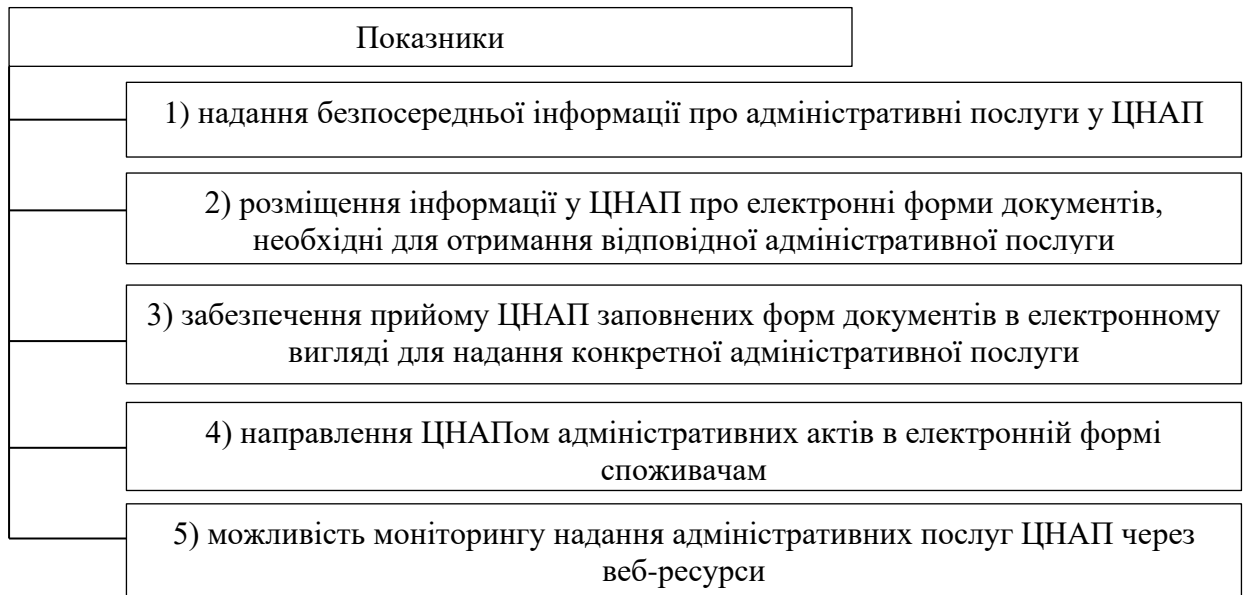 Показники
1) надання безпосередньої інформації про адміністративні послуги у ЦНАП
2) розміщення інформації у ЦНАП про електронні форми документів,
необхідні для отримання відповідної адміністративної послуги
3) забезпечення прийому ЦНАП заповнених форм документів в електронному
вигляді для надання конкретної адміністративної послуги
4) направлення ЦНАПом адміністративних актів в електронній формі
споживачам
5) можливість моніторингу надання адміністративних послуг ЦНАП через
веб-ресурси